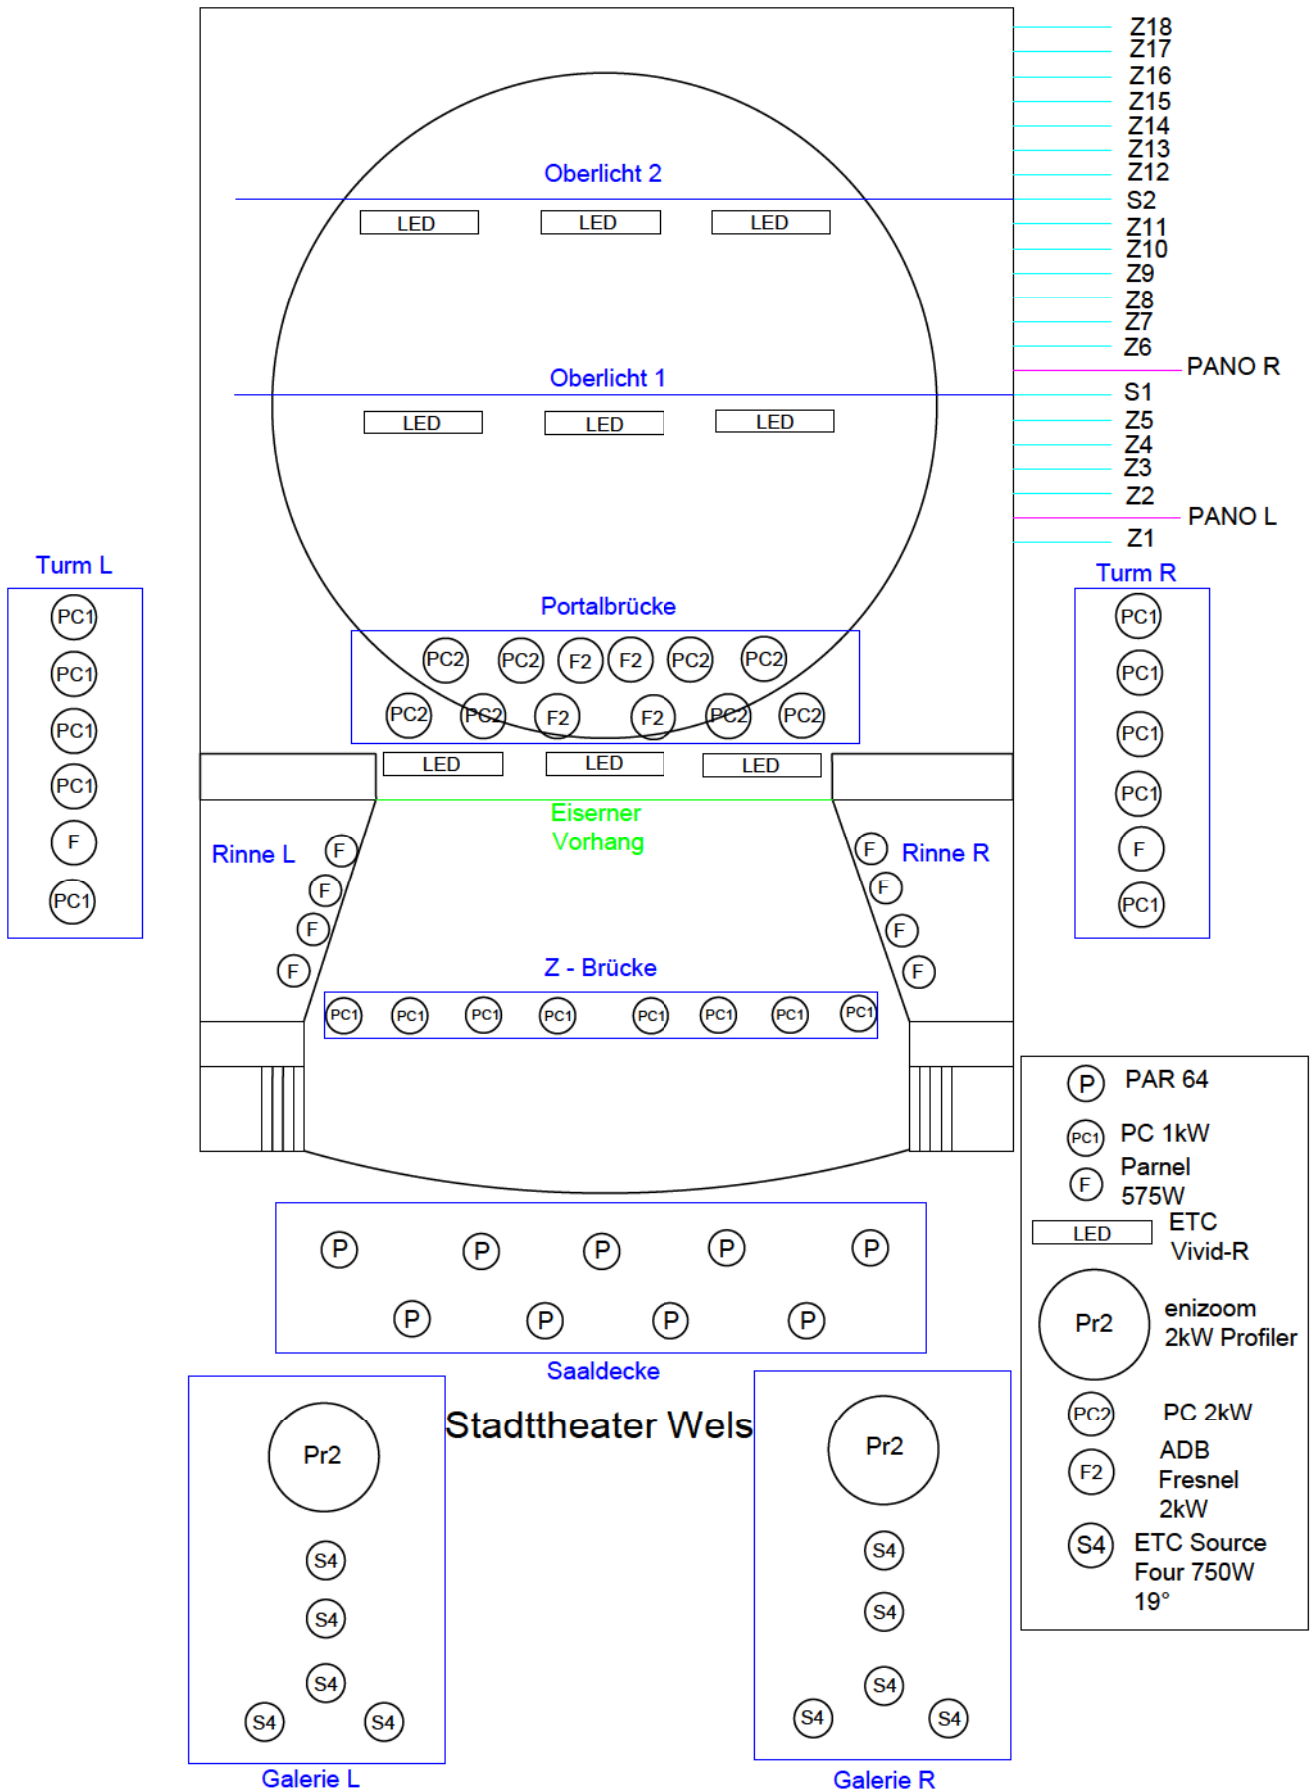 Z18
Z17
Z16
Z15
Z14
Z13
Z12
S2
Z11
Z10
Z9
Z8
Z7
Z6
PANO R
S1
Z5
Z4
Z3
Z2
PANO L
Z1
Oberlicht 2
LED LED LED
Oberlicht 1
LED LED LED
Turm L
PC1
PC1
PC1
PC1
F
PC1
Turm R
PC1
PC1
PC1
PC1
F
PC1
Portalbrücke
PC2 PC2 F2 F2 PC2 PC2
PC2 PC2 F2 F2 PC2 PC2
LED LED LED
Eiserner
Vorhang
Rinne L
F
F
F
F
Rinne R
F
F
F
F
Z - Brücke
PC1 PC1 PC1 PC1 PC1 PC1 PC1 PC1
P P P P P
P P P P
Saaldecke
Stadttheater Wels
Pr2
S4
S4
S4
S4 S4
Galerie L
Pr2
S4
S4
S4
S4 S4
Galerie R
P PAR 64
PC1 PC 1kW
F Parnel
575W
LED ETC
Vivid-R
Pr2 enizoom
2kW Profiler
PC2 PC 2kW
F2 ADB
Fresnel
2kW
S4 ETC Source
Four 750W
19°